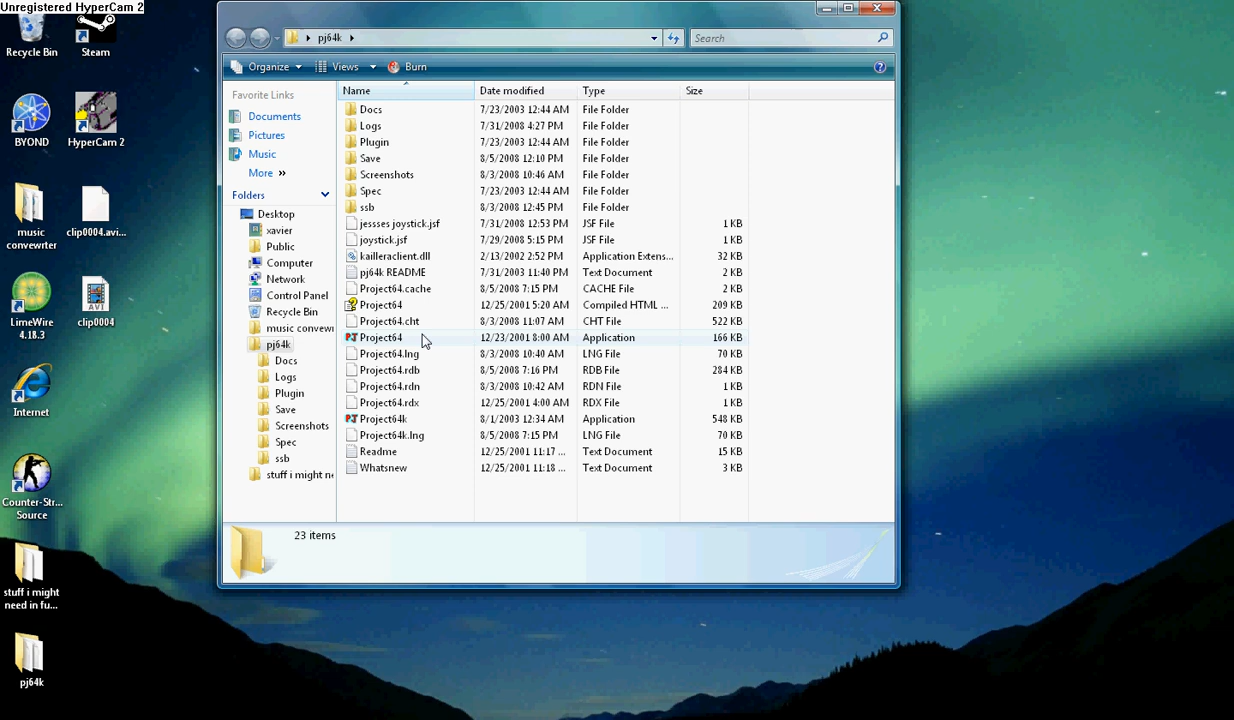 Unregistered HyperCam 2
Recycle Bin
Steam
BYOND
HyperCam 2
music convewrter
clip0004.avi...
LimeWire 4.18.3
clip0004
Internet
Counter-Str... Source
stuff i might need in fu...
pj64k
pj64k
Search
Organize Views Burn
Favorite Links
Documents
Pictures
Music
More »
Folders
Desktop
xavier
Public
Computer
Network
Control Panel
Recycle Bin
music convewr
pj64k
Docs
Logs
Plugin
Save
Screenshots
Spec
ssb
stuff i might ne
Name Date modified Type Size
Docs 7/23/2003 12:44 AM File Folder
Logs 7/31/2008 4:27 PM File Folder
Plugin 7/23/2003 12:44 AM File Folder
Save 8/5/2008 12:10 PM File Folder
Screenshots 8/3/2008 10:46 AM File Folder
Spec 7/23/2003 12:44 AM File Folder
ssb 8/3/2008 12:45 PM File Folder
jessses joystick.jsf 7/31/2008 12:53 PM JSF File 1 KB
joystick.jsf 7/29/2008 5:15 PM JSF File 1 KB
kailleraclient.dll 2/13/2002 2:52 PM Application Extens... 32 KB
pj64k README 7/31/2003 11:40 PM Text Document 2 KB
Project64.cache 8/5/2008 7:15 PM CACHE File 2 KB
Project64 12/25/2001 5:20 AM Compiled HTML ... 209 KB
Project64.cht 8/3/2008 11:07 AM CHT File 522 KB
Project64 12/23/2001 8:00 AM Application 166 KB
Project64.lng 8/3/2008 10:40 AM LNG File 70 KB
Project64.rdb 8/5/2008 7:16 PM RDB File 284 KB
Project64.rdn 8/3/2008 10:42 AM RDN File 1 KB
Project64.rdx 12/25/2001 4:00 AM RDX File 1 KB
Project64k 8/1/2003 12:34 AM Application 548 KB
Project64k.lng 8/5/2008 7:15 PM LNG File 70 KB
Readme 12/25/2001 11:17 ... Text Document 15 KB
Whatsnew 12/25/2001 11:18 ... Text Document 3 KB
23 items